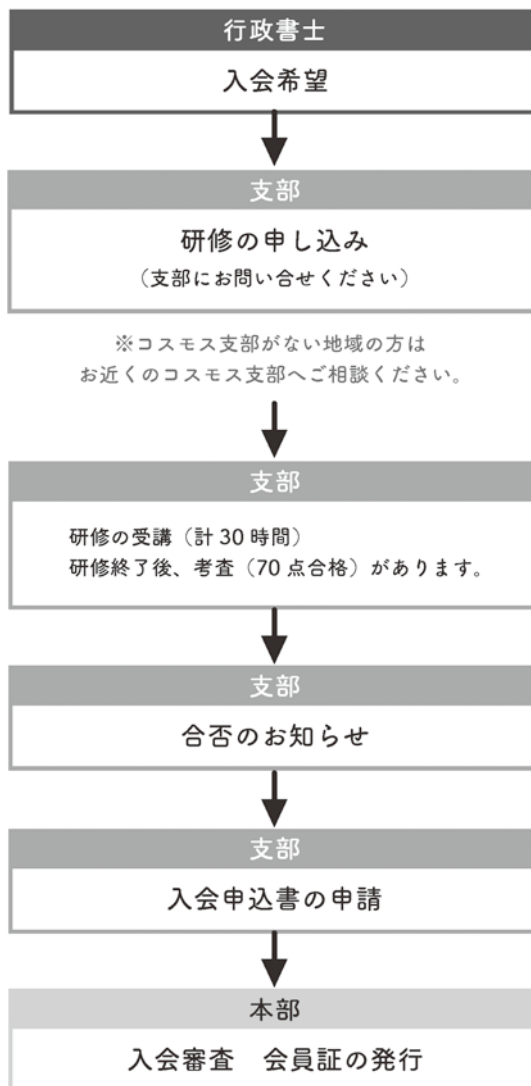 行政書士
入会希望
支部
研修の申し込み
（支部にお問い合せください）
※コスモス支部がない地域の方は
お近くのコスモス支部へご相談ください。
支部
研修の受講（計 30 時間）
研修終了後、考査（70 点合格）があります。
支部
合否のお知らせ
支部
入会申込書の申請
本部
入会審査　会員証の発行